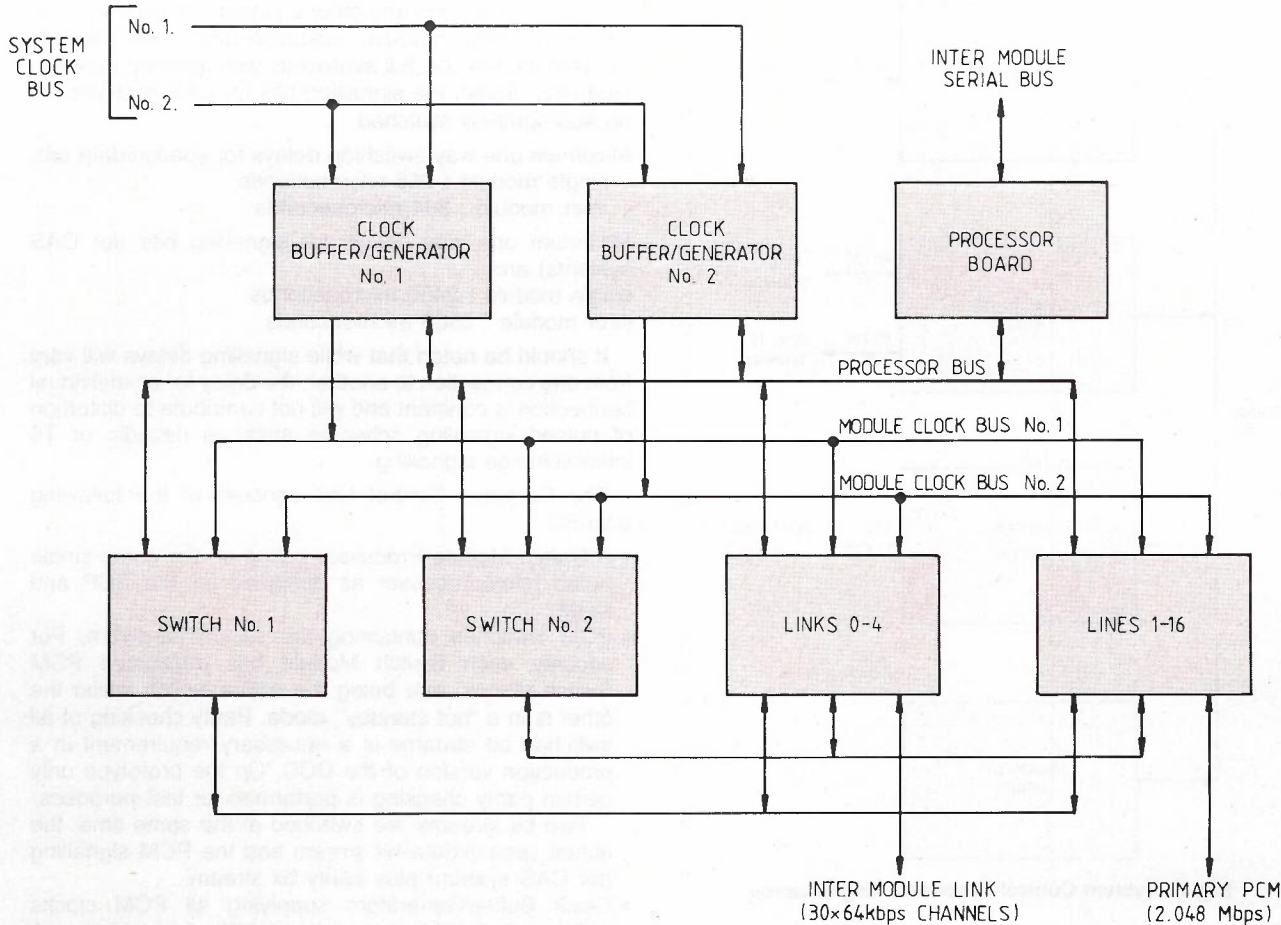 SYSTEM
CLOCK
BUS
No. 1.
No. 2.
INTER MODULE
SERIAL BUS
CLOCK
BUFFER/GENERATOR
No. 1
CLOCK
BUFFER/GENERATOR
No. 2
PROCESSOR
BOARD
PROCESSOR BUS
MODULE CLOCK BUS No. 1
MODULE CLOCK BUS No. 2
SWITCH No. 1
SWITCH No. 2
LINKS 0-4
LINES 1-16
INTER MODULE LINK
(30×64kbps CHANNELS)
PRIMARY PCM
(2.048 Mbps)